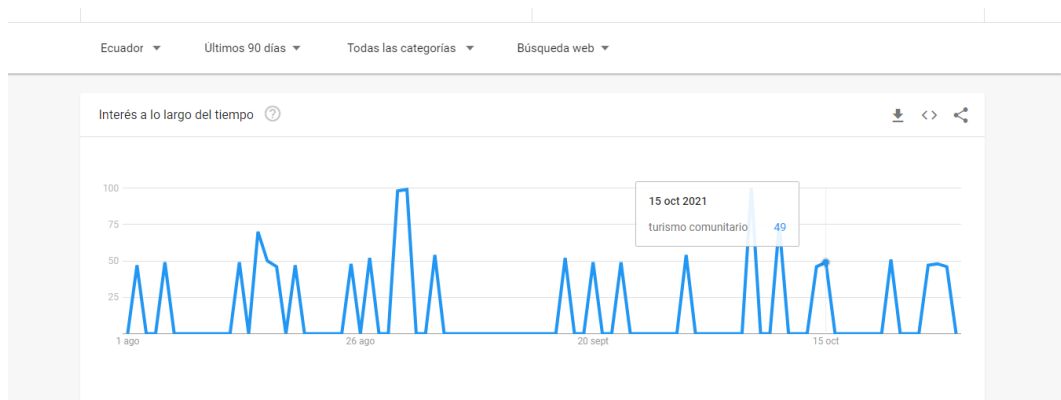 Ecuador Últimos 90 días Todas las categorías Búsqueda web
Interés a lo largo del tiempo ?
100
75
50
25
15 oct 2021
turismo comunitario 49
1 ago 26 ago 20 sept 15 oct